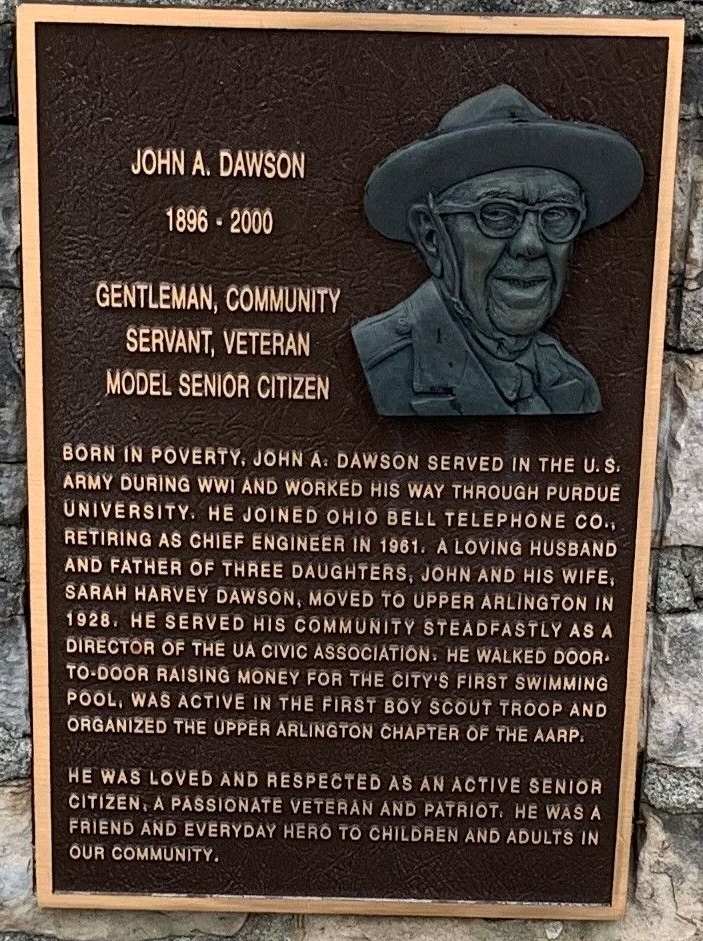 JOHN A. DAWSON
1896 - 2000
GENTLEMAN, COMMUNITY
SERVANT, VETERAN
MODEL SENIOR CITIZEN
BORN IN POVERTY, JOHN A. DAWSON SERVED IN THE U.S.
ARMY DURING WWI AND WORKED HIS WAY THROUGH PURDUE
UNIVERSITY. HE JOINED OHIO BELL TELEPHONE CO.,
RETIRING AS CHIEF ENGINEER IN 1961. A LOVING HUSBAND
AND FATHER OF THREE DAUGHTERS, JOHN AND HIS WIFE,
SARAH HARVEY DAWSON, MOVED TO UPPER ARLINGTON IN
1928. HE SERVED HIS COMMUNITY STEADFASTLY AS A
DIRECTOR OF THE UA CIVIC ASSOCIATION. HE WALKED DOOR-
TO-DOOR RAISING MONEY FOR THE CITY'S FIRST SWIMMING
POOL, WAS ACTIVE IN THE FIRST BOY SCOUT TROOP AND
ORGANIZED THE UPPER ARLINGTON CHAPTER OF THE AARP.
HE WAS LOVED AND RESPECTED AS AN ACTIVE SENIOR
CITIZEN, A PASSIONATE VETERAN AND PATRIOT. HE WAS A
FRIEND AND EVERYDAY HERO TO CHILDREN AND ADULTS IN
OUR COMMUNITY.